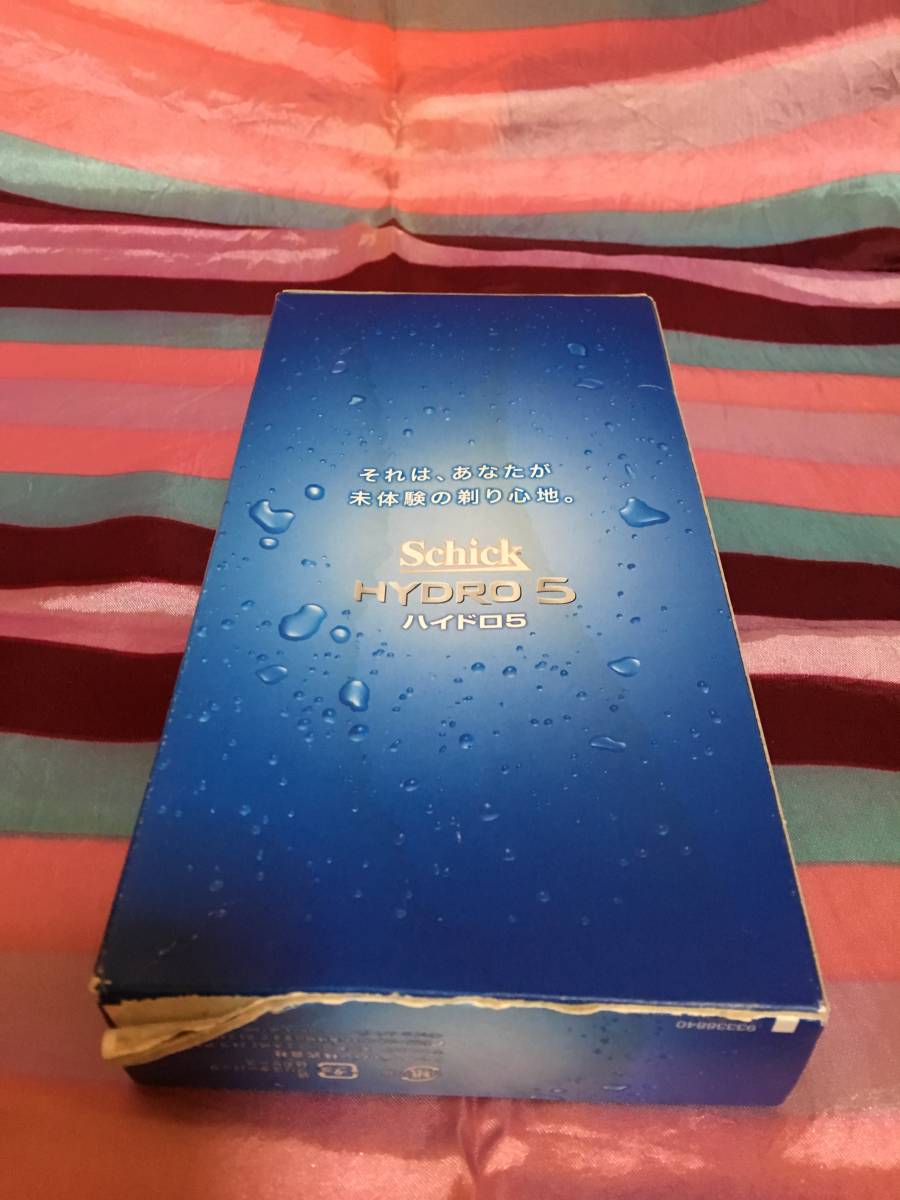 それは、あなたが
未体験の剃り心地。
Schick
HYDRO 5
ハイドロ5
93338840